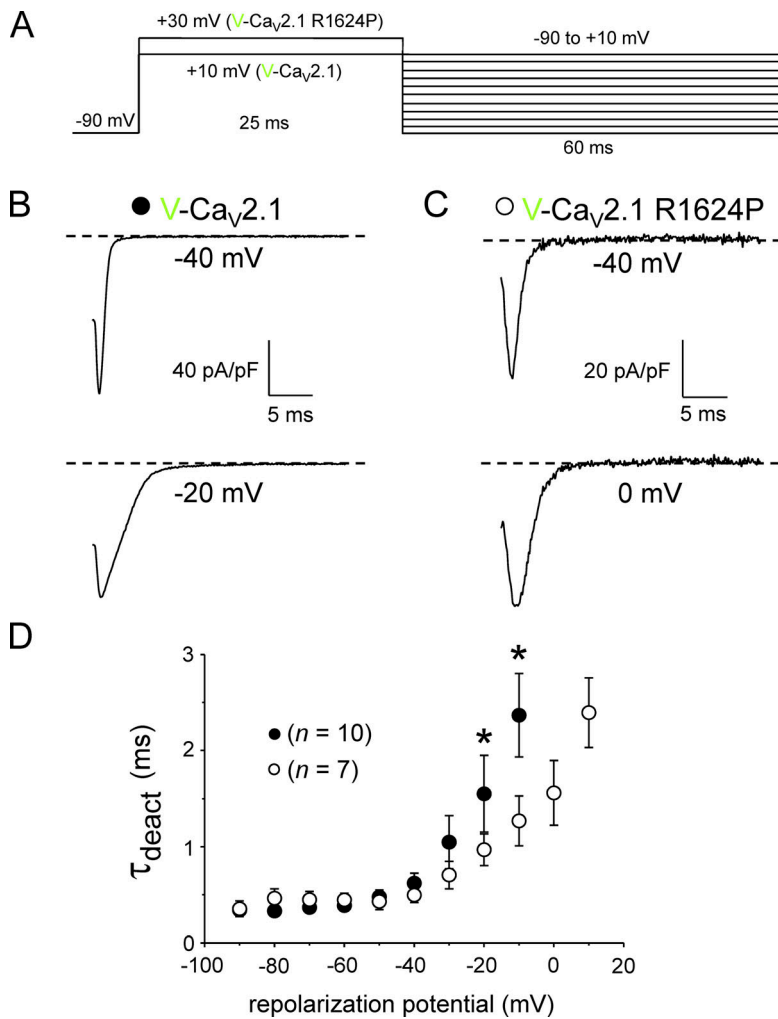 A
+30 mV (V-CaV2.1 R1624P)
-90 to +10 mV
+10 mV (V-CaV2.1)
-90 mV
25 ms
60 ms
B
V-CaV2.1
-40 mV
40 pA/pF
5 ms
-20 mV
C
V-CaV2.1 R1624P
-40 mV
20 pA/pF
5 ms
0 mV
D
3
2
1
0
τdeact (ms)
* *
(n = 10)
(n = 7)
-100 -80 -60 -40 -20 0 20
repolarization potential (mV)